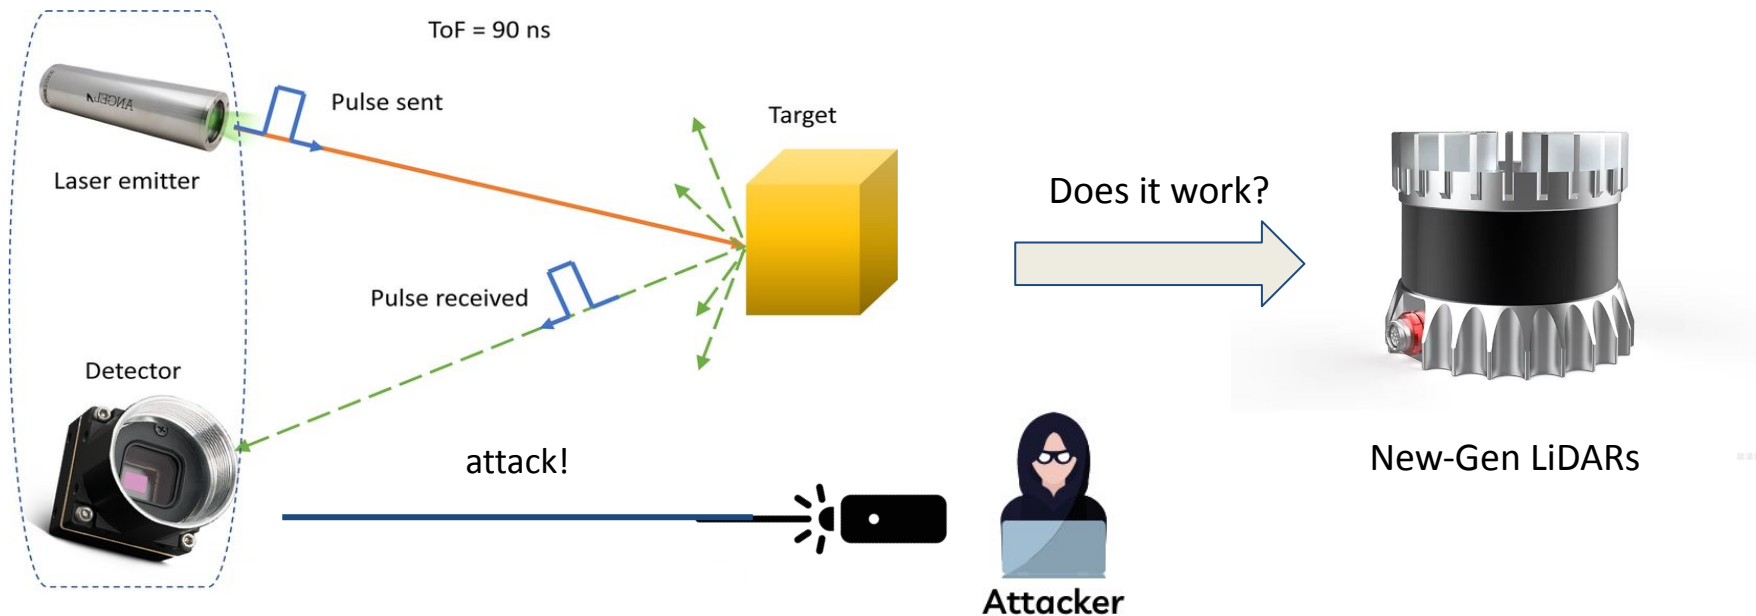 ToF = 90 ns
Pulse sent
Target
ANGEL
Laser emitter
Does it work?
Pulse received
Detector
attack!
New-Gen LiDARs
Attacker